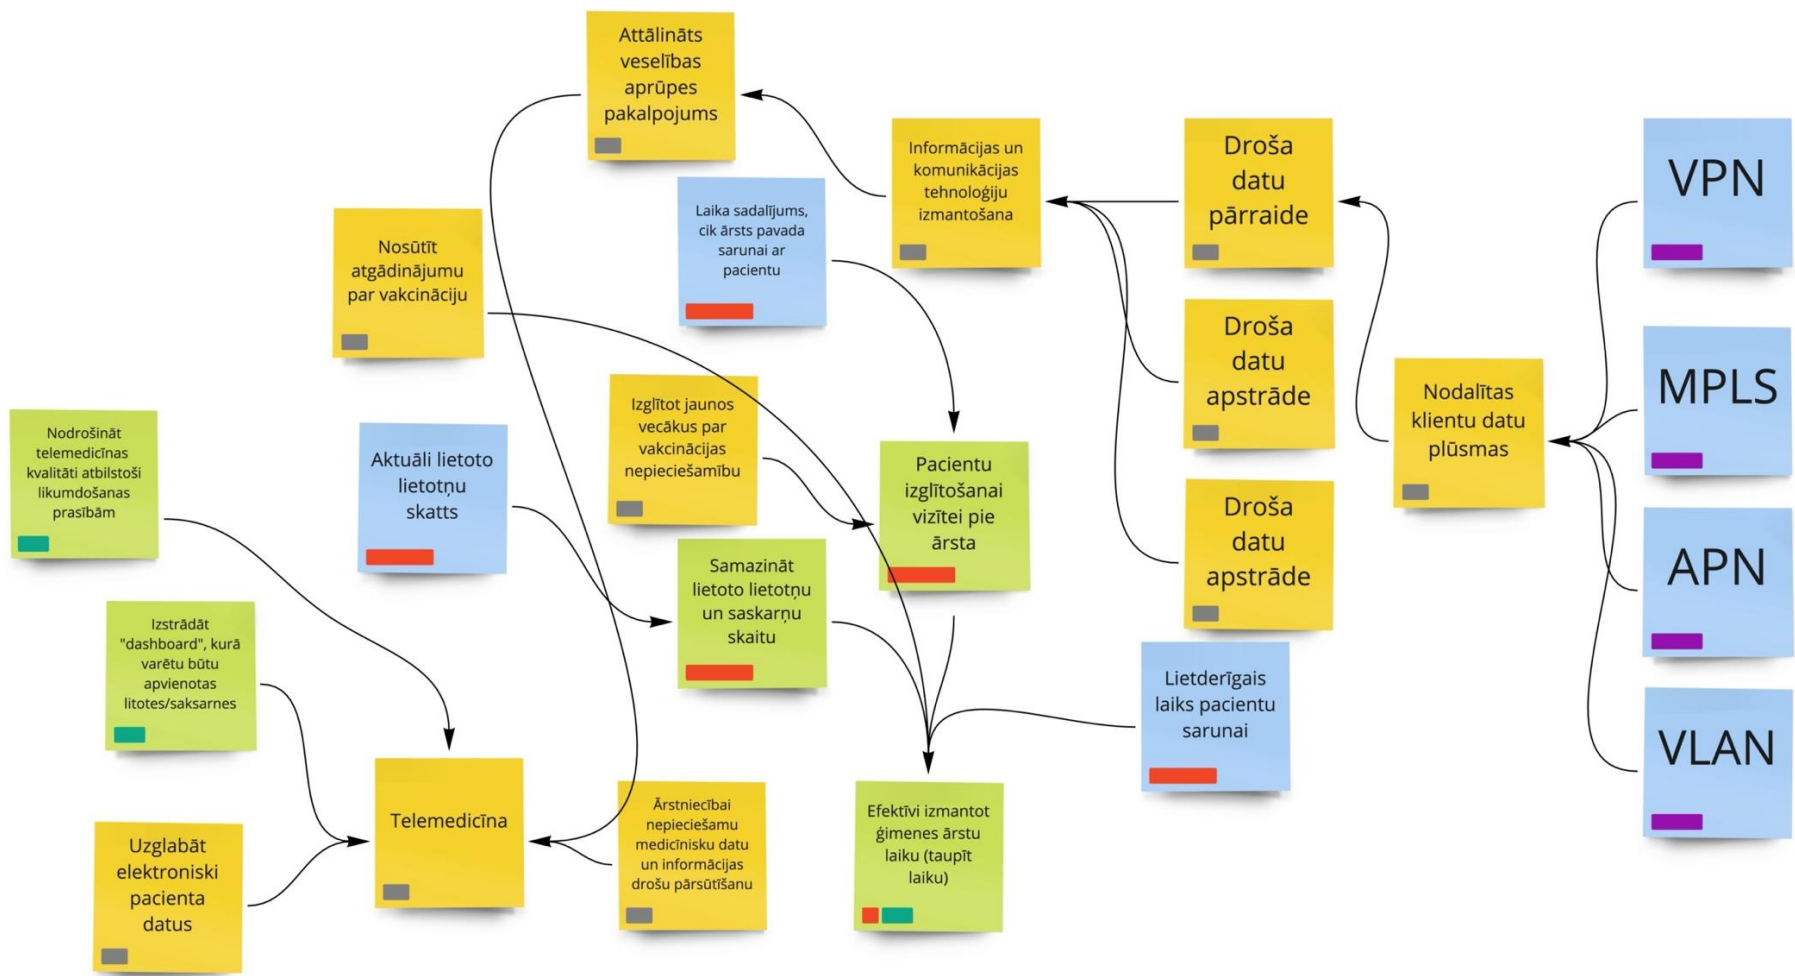 Attālināts
veselības
aprūpes
pakalpojums
Informācijas un
komunikācijas
tehnoloģiju
izmantošana
Droša
datu
pārraide
VPN
Laika sadalījums,
cik ārsts pavada
sarunai ar
pacientu
Nosūtīt
atgādinājumu
par vakcināciju
Droša
datu
apstrāde
MPLS
Nodalītas
klientu datu
plūsmas
Izglītot jaunos
vecākus par
vakcinācijas
nepieciešamību
Nodrošināt
telemedicīnas
kvalitāti atbilstoši
likumdošanas
prasībām
Aktuāli lietoto
lietotņu
skatts
Pacientu
izglītošanai
vizītei pie
ārsta
Droša
datu
apstrāde
APN
Samazināt
lietoto lietotņu
un saskarņu
skaitu
Izstrādāt
"dashboard", kurā
varētu būtu
apvienotas
litotes/saksarnes
Lietderīgais
laiks pacientu
sarunai
VLAN
Telemedicīna
Ārstniecībai
nepieciešamu
medicīnisku datu
un informācijas
drošu pārsūtīšanu
Efektīvi izmantot
ģimenes ārstu
laiku (taupīt
laiku)
Uzglabāt
elektroniski
pacienta
datus